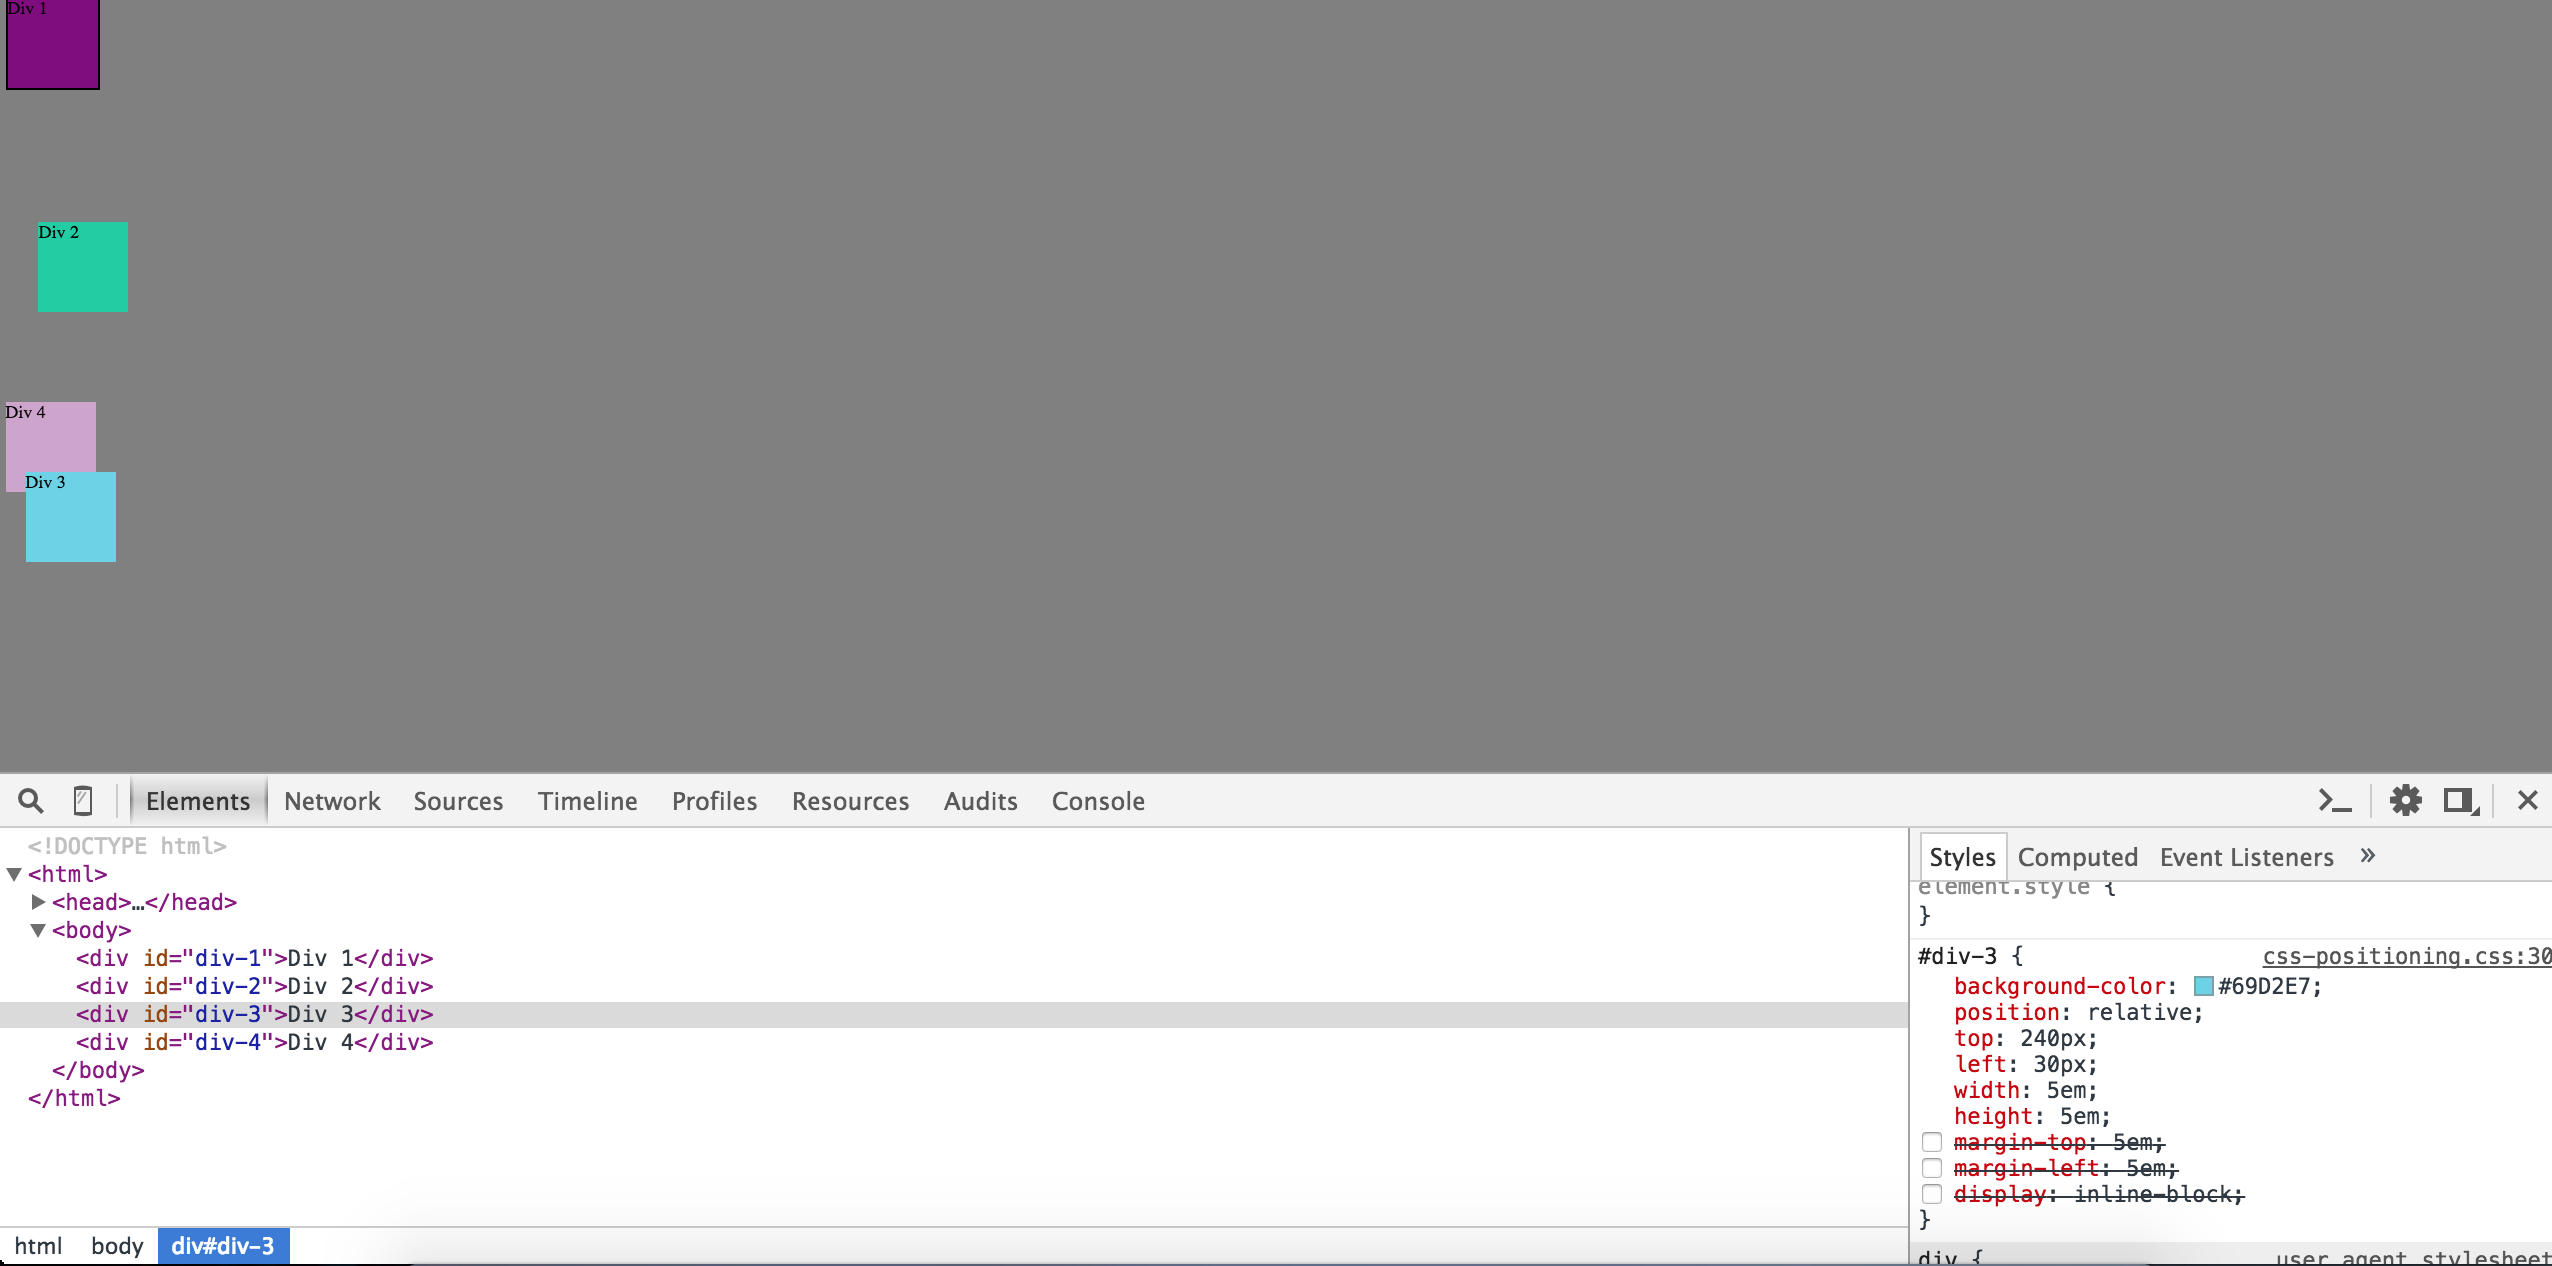 Div 1
Div 2
Div 4
Div 3
Elements Network Sources Timeline Profiles Resources Audits Console
<!DOCTYPE html>
<html>
<head>…</head>
<body>
<div id="div-1">Div 1</div>
<div id="div-2">Div 2</div>
<div id="div-3">Div 3</div>
<div id="div-4">Div 4</div>
</body>
</html>
html body div#div-3
Styles Computed Event Listeners »
element.style {
}
#div-3 { css-positioning.css:30
background-color: #69D2E7;
position: relative;
top: 240px;
left: 30px;
width: 5em;
height: 5em;
margin-top: 5em;
margin-left: 5em;
display: inline-block;
}
div { user agent stylesheet